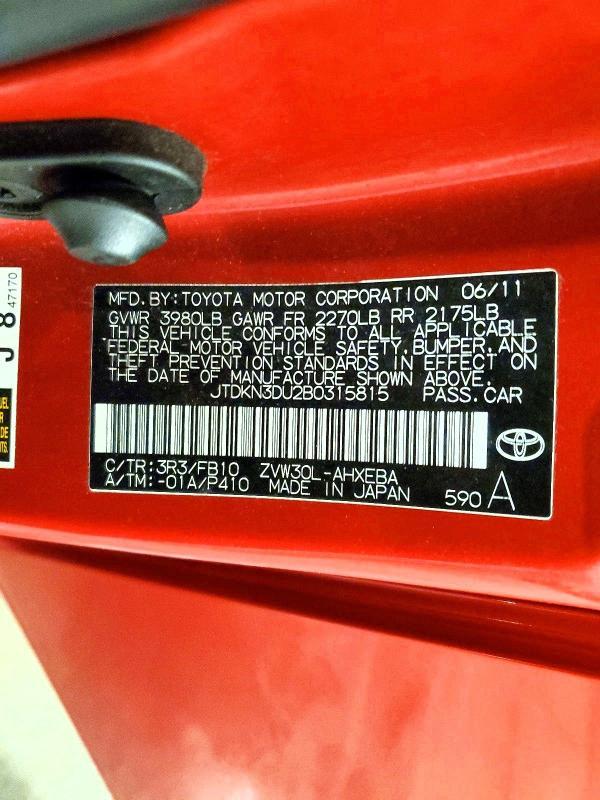 MFD.BY:TOYOTA MOTOR CORPORATION 06/11
GVWR 3980LB GAWR FR 2270LB RR 2175LB
THIS VEHICLE CONFORMS TO ALL APPLICABLE
FEDERAL MOTOR VEHICLE SAFETY, BUMPER, AND
THEFT PREVENTION STANDARDS IN EFFECT ON
THE DATE OF MANUFACTURE SHOWN ABOVE.
JTDKN3DU2B0315815 PASS.CAR
C/TR:3R3/FB10 ZVW30L-AHXEBA
A/TM:-01A/P410 MADE IN JAPAN 590 A
J 8
47170